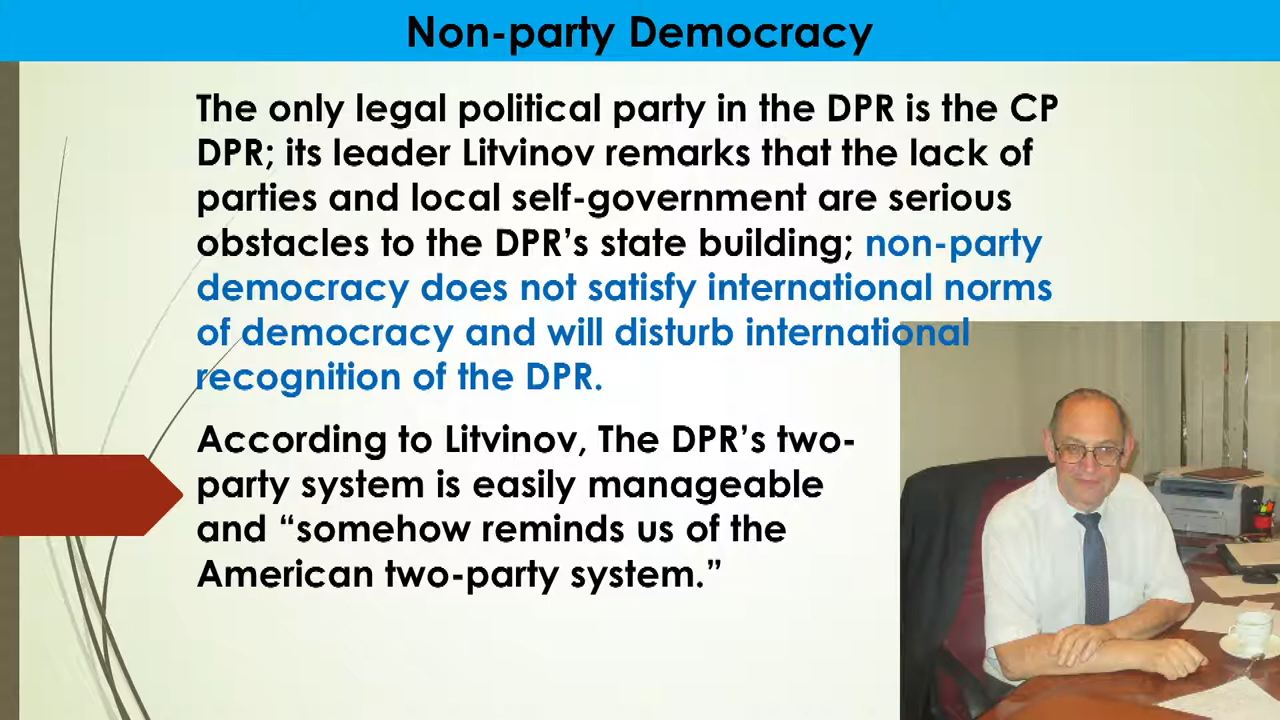 Non-party Democracy
The only legal political party in the DPR is the CP
DPR; its leader Litvinov remarks that the lack of
parties and local self-government are serious
obstacles to the DPR’s state building; non-party
democracy does not satisfy international norms
of democracy and will disturb international
recognition of the DPR.
According to Litvinov, The DPR’s two-
party system is easily manageable
and “somehow reminds us of the
American two-party system.”